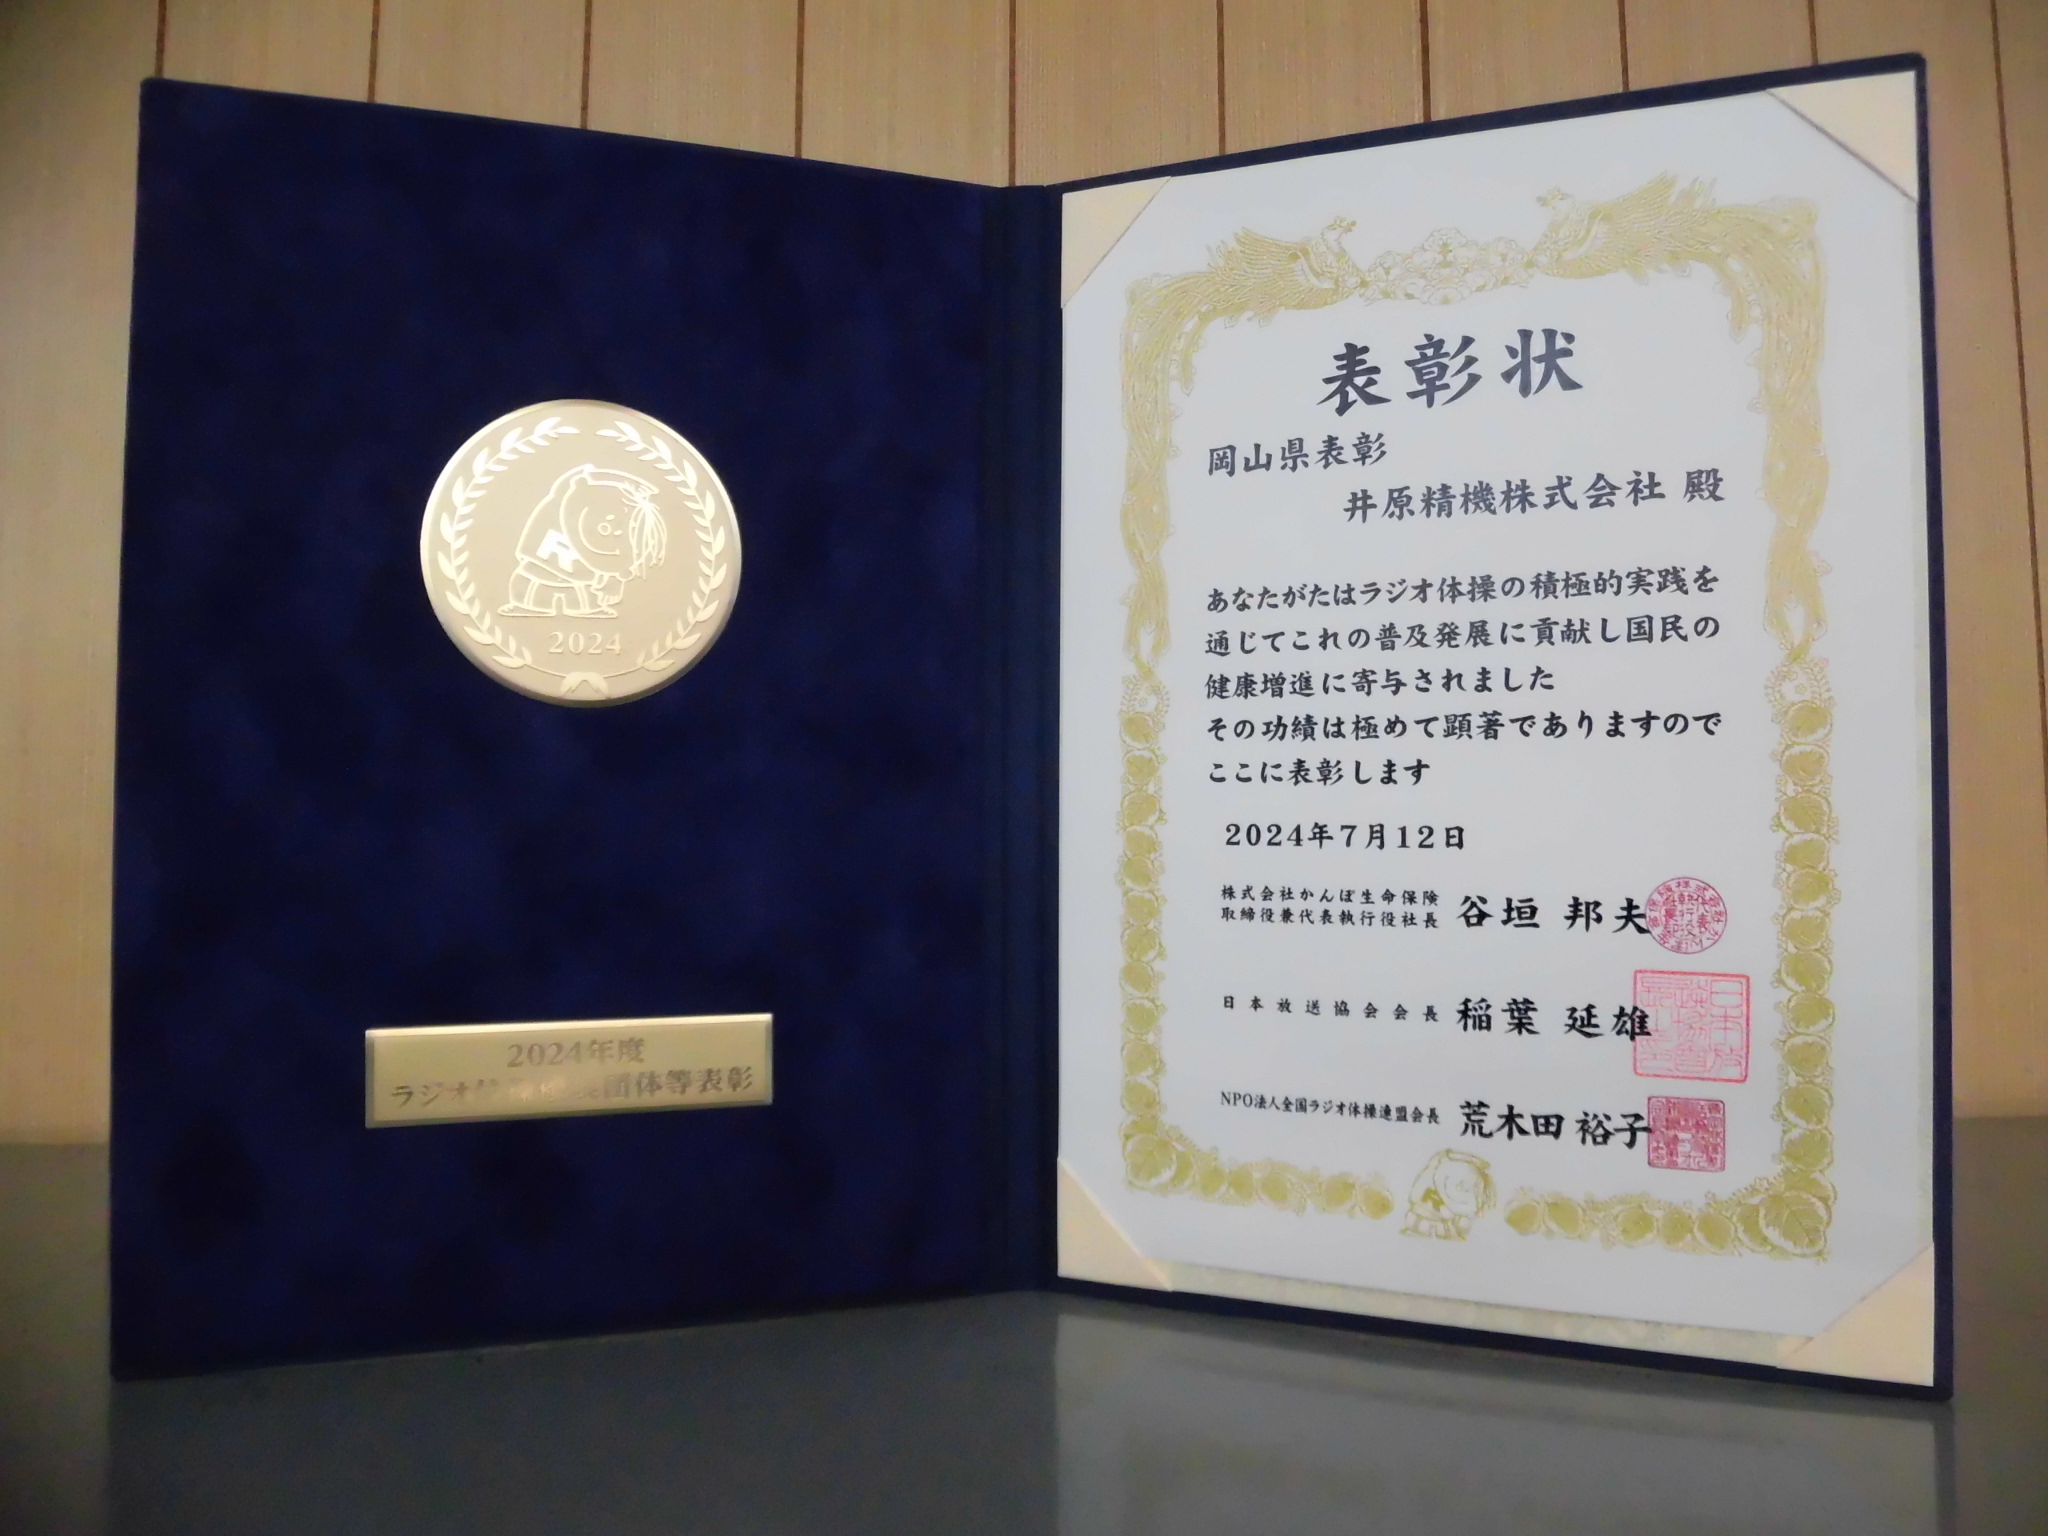 R
2024
2024年度
ラジオ体操優良団体等表彰
表彰状
岡山県表彰
井原精機株式会社 殿
あなたがたはラジオ体操の積極的実践を
通じてこれの普及発展に貢献し国民の
健康増進に寄与されました
その功績は極めて顕著でありますので
ここに表彰します
2024年7月12日
株式会社かんぽ生命保険
取締役兼代表執行役社長 谷垣 邦夫
日本放送協会会長 稲葉 延雄
NPO法人全国ラジオ体操連盟会長 荒木田 裕子
R